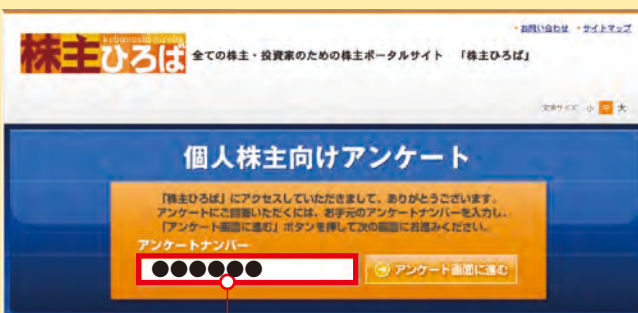 ・お問い合わせ ・サイトマップ
kabunushi hiroba
株主ひろば 全ての株主・投資家のための株主ポータルサイト 「株主ひろば」
文字サイズ 小 中 大
個人株主向けアンケート
「株主ひろば」にアクセスしていただきまして、ありがとうございます。
アンケートにご回答いただくには、お手元のアンケートナンバーを入力し、
「アンケート画面に進む」ボタンを押して次の画面にお進みください。
アンケートナンバー
●●●●●● アンケート画面に進む